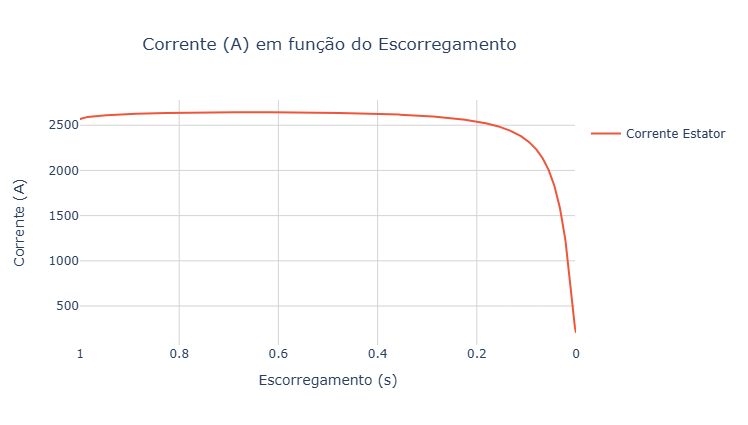 Corrente (A) em função do Escorregamento
2500
2000
1500
1000
500
Corrente (A)
1 0.8 0.6 0.4 0.2 0
Escorregamento (s)
Corrente Estator